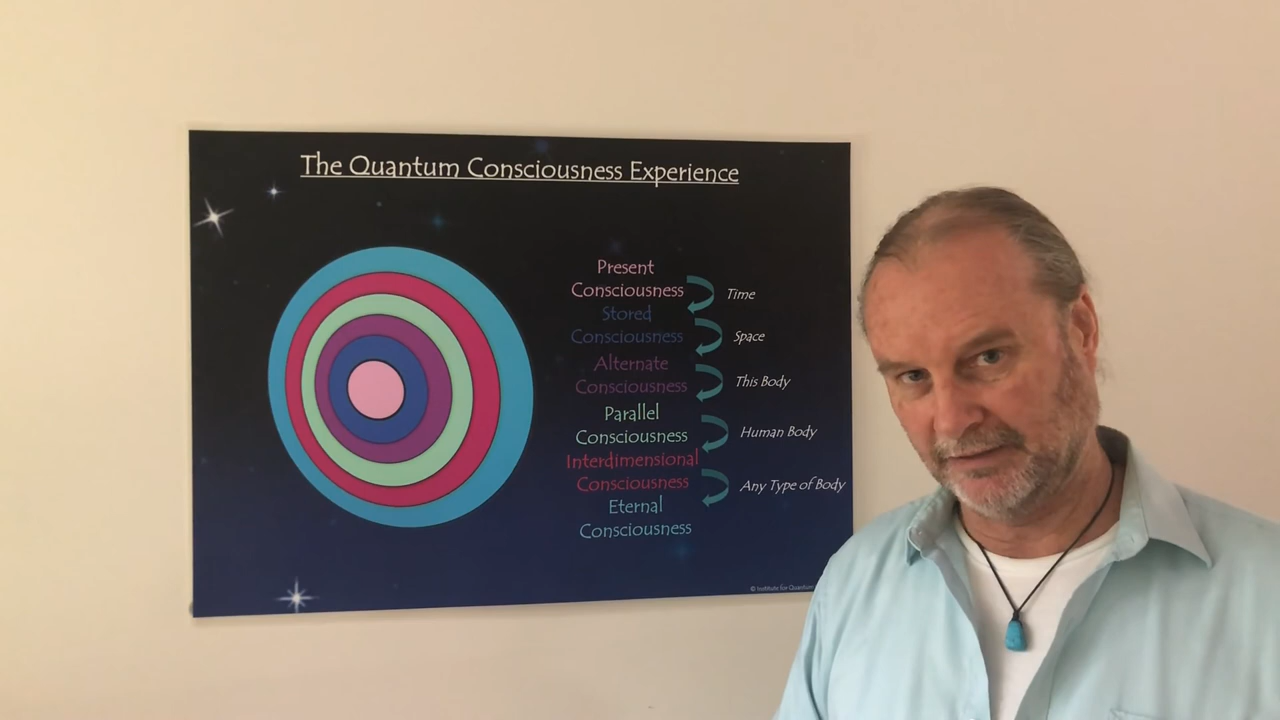 The Quantum Consciousness Experience
Present
Consciousness
Time
Stored
Consciousness
Space
Alternate
Consciousness
This Body
Parallel
Consciousness
Human Body
Interdimensional
Consciousness
Any Type of Body
Eternal
Consciousness
© Institute for Quantum